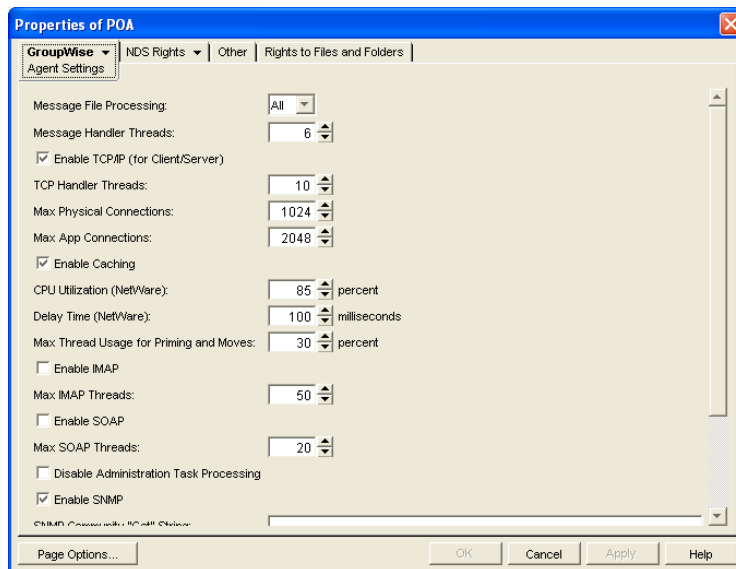 Properties of POA
GroupWise NDS Rights Other Rights to Files and Folders
Agent Settings
Message File Processing: All
Message Handler Threads: 6
Enable TCP/IP (for Client/Server)
TCP Handler Threads: 10
Max Physical Connections: 1024
Max App Connections: 2048
Enable Caching
CPU Utilization (NetWare): 85 percent
Delay Time (NetWare): 100 milliseconds
Max Thread Usage for Priming and Moves: 30 percent
Enable IMAP
Max IMAP Threads: 50
Enable SOAP
Max SOAP Threads: 20
Disable Administration Task Processing
Enable SNMP
SNMP Community "Get" String:
Page Options... OK Cancel Apply Help